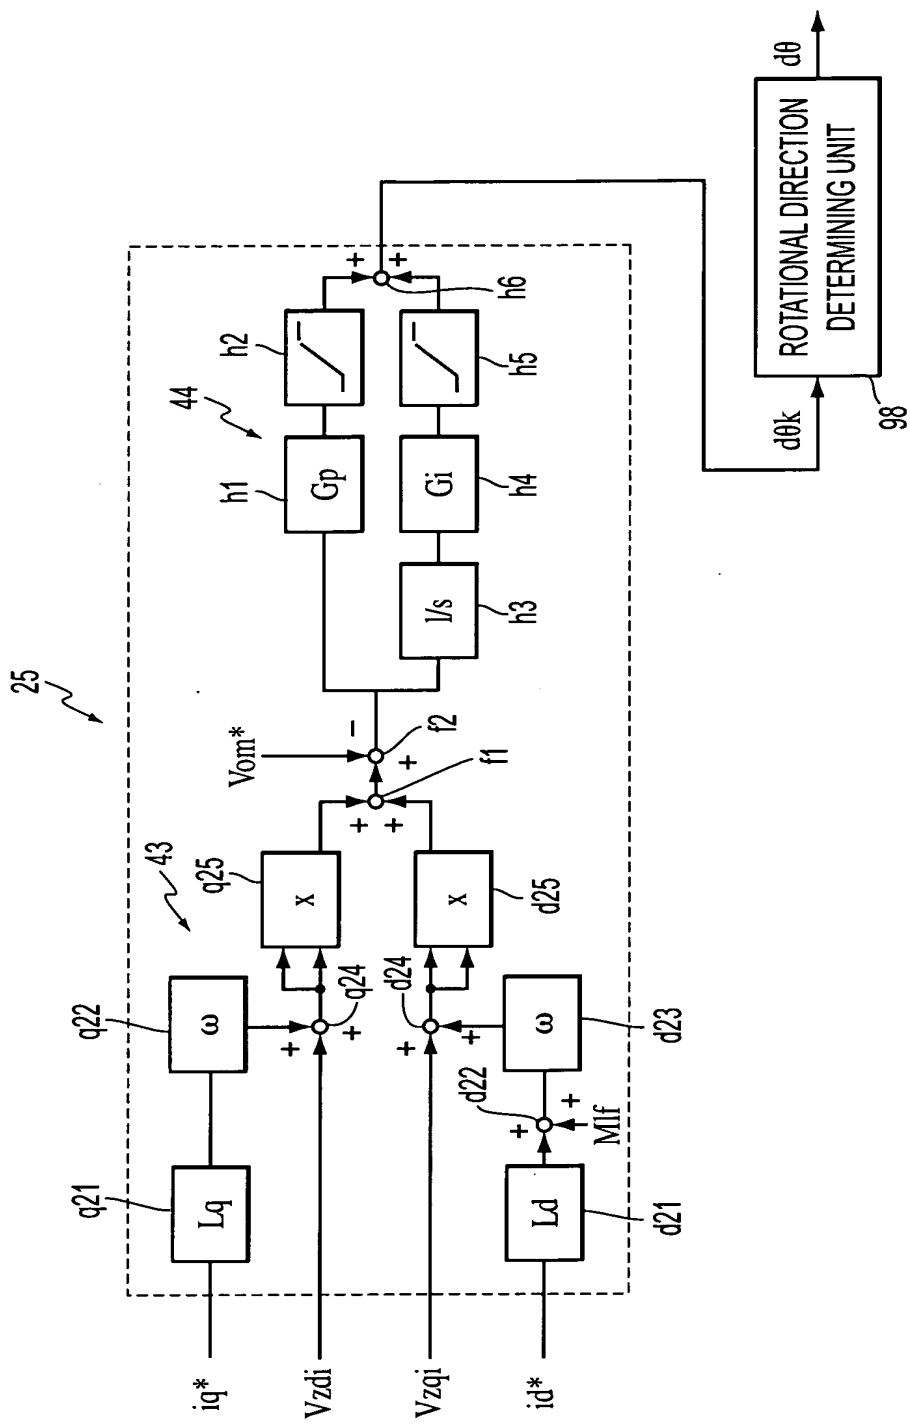 25
43
44
iq*
q21
Lq
q22
ω
Vzdi
+
+
q24
q25
x
Vzqi
+
+
d24
d25
x
id*
d21
Ld
+
+
d22
Mlf
ω
d23
+
+
f1
Vom*
−
+
f2
h1
Gp
h2
1/s
h3
Gi
h4
h5
+
+
h6
dθk
ROTATIONAL DIRECTION
DETERMINING UNIT
98
dθ